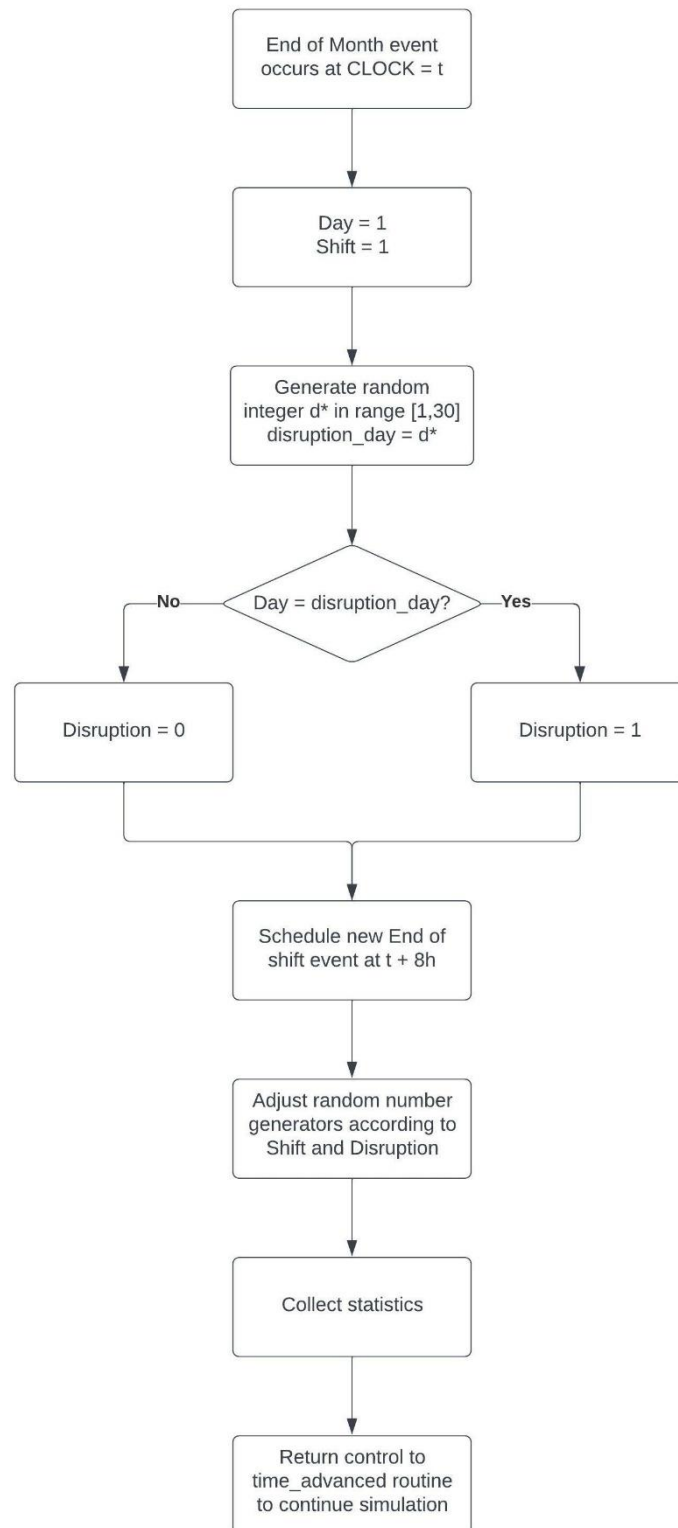 End of Month event
occurs at CLOCK = t
Day = 1
Shift = 1
Generate random
integer d* in range [1,30]
disruption_day = d*
Day = disruption_day?
No
Yes
Disruption = 0
Disruption = 1
Schedule new End of
shift event at t + 8h
Adjust random number
generators according to
Shift and Disruption
Collect statistics
Return control to
time_advanced routine
to continue simulation